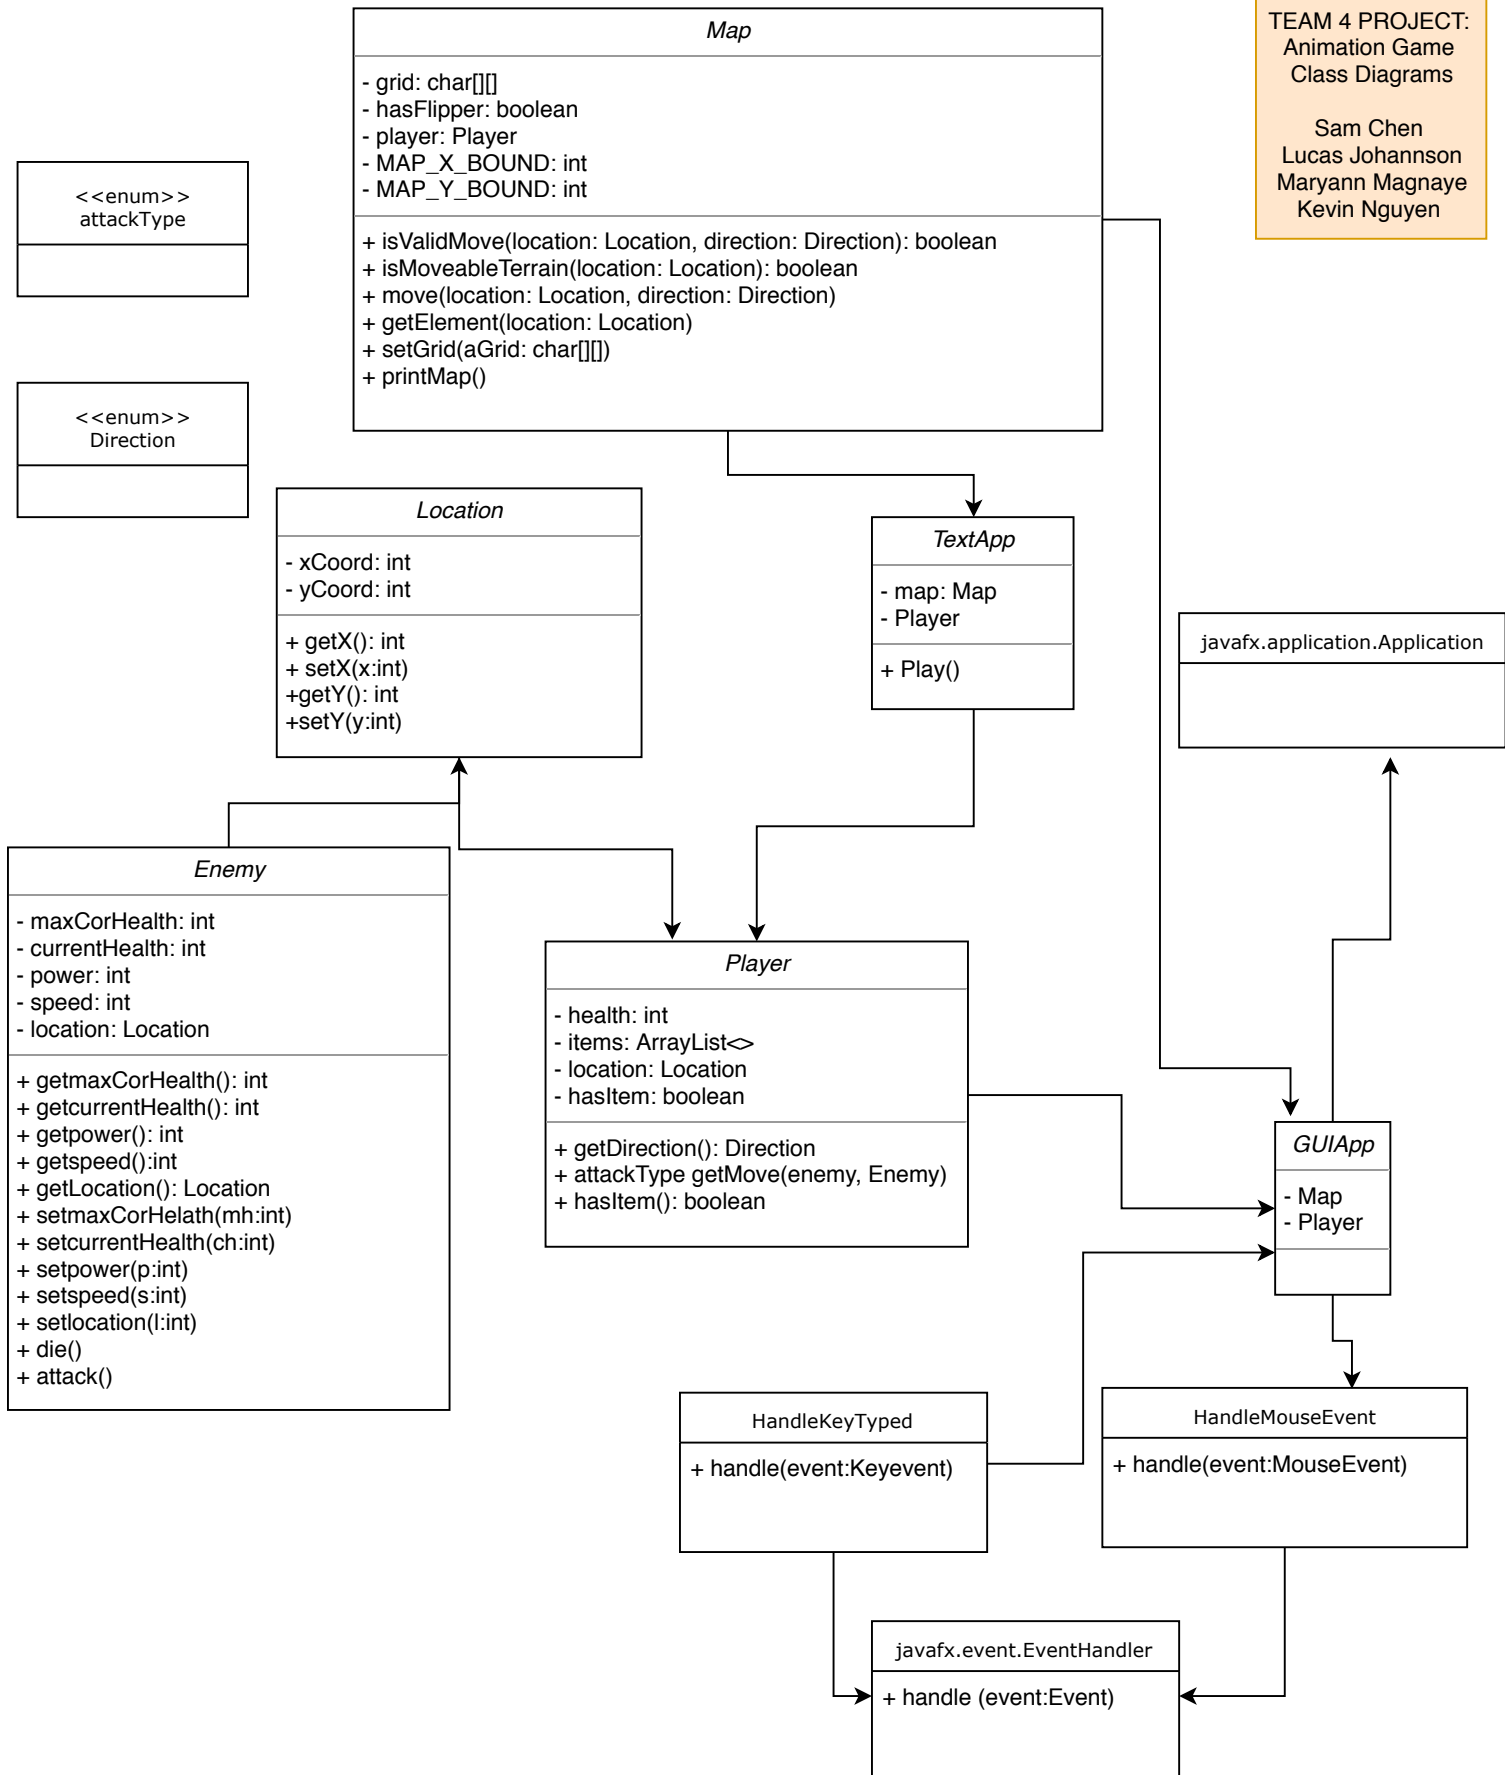 TEAM 4 PROJECT:
Animation Game
Class Diagrams
Sam Chen
Lucas Johannson
Maryann Magnaye
Kevin Nguyen
Map
- grid: char[][]
- hasFlipper: boolean
- player: Player
- MAP_X_BOUND: int
- MAP_Y_BOUND: int
+ isValidMove(location: Location, direction: Direction): boolean
+ isMoveableTerrain(location: Location): boolean
+ move(location: Location, direction: Direction)
+ getElement(location: Location)
+ setGrid(aGrid: char[][])
+ printMap()
<<enum>>
attackType
<<enum>>
Direction
Location
- xCoord: int
- yCoord: int
+ getX(): int
+ setX(x:int)
+getY(): int
+setY(y:int)
TextApp
- map: Map
- Player
+ Play()
javafx.application.Application
Enemy
- maxCorHealth: int
- currentHealth: int
- power: int
- speed: int
- location: Location
+ getmaxCorHealth(): int
+ getcurrentHealth(): int
+ getpower(): int
+ getspeed():int
+ getLocation(): Location
+ setmaxCorHelath(mh:int)
+ setcurrentHealth(ch:int)
+ setpower(p:int)
+ setspeed(s:int)
+ setlocation(l:int)
+ die()
+ attack()
Player
- health: int
- items: ArrayList<>
- location: Location
- hasItem: boolean
+ getDirection(): Direction
+ attackType getMove(enemy, Enemy)
+ hasItem(): boolean
GUIApp
- Map
- Player
HandleKeyTyped
+ handle(event:Keyevent)
HandleMouseEvent
+ handle(event:MouseEvent)
javafx.event.EventHandler
+ handle (event:Event)